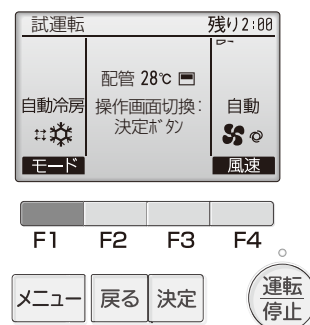 試運転 残り2:00
配管 28℃
自動冷房 操作画面切換: 自動
決定ボタン
モード 風速
F1 F2 F3 F4
メニュー 戻る 決定 運転
停止